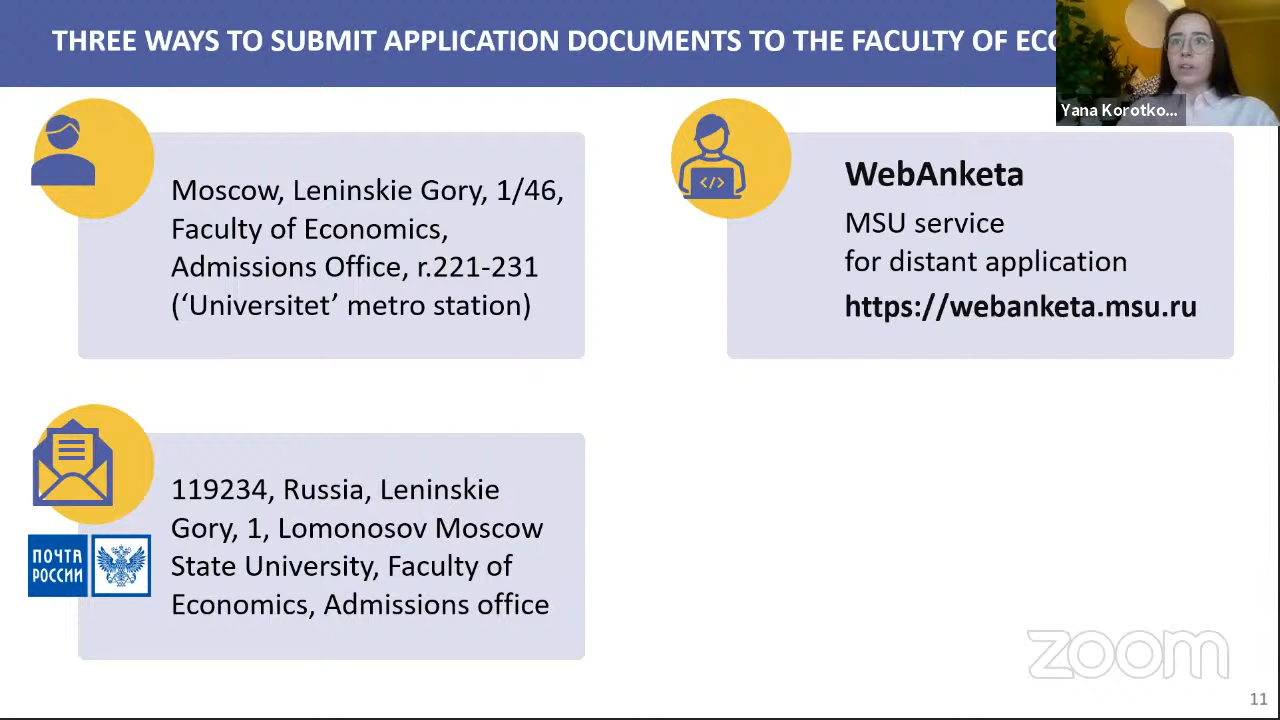 THREE WAYS TO SUBMIT APPLICATION DOCUMENTS TO THE FACULTY OF
Yana Korotko...
Moscow, Leninskie Gory, 1/46,
Faculty of Economics,
Admissions Office, r.221-231
(‘Universitet’ metro station)
</>
WebAnketa
MSU service
for distant application
https://webanketa.msu.ru
119234, Russia, Leninskie
Gory, 1, Lomonosov Moscow
State University, Faculty of
Economics, Admissions office
ПОЧТА
РОССИИ
zoom
11